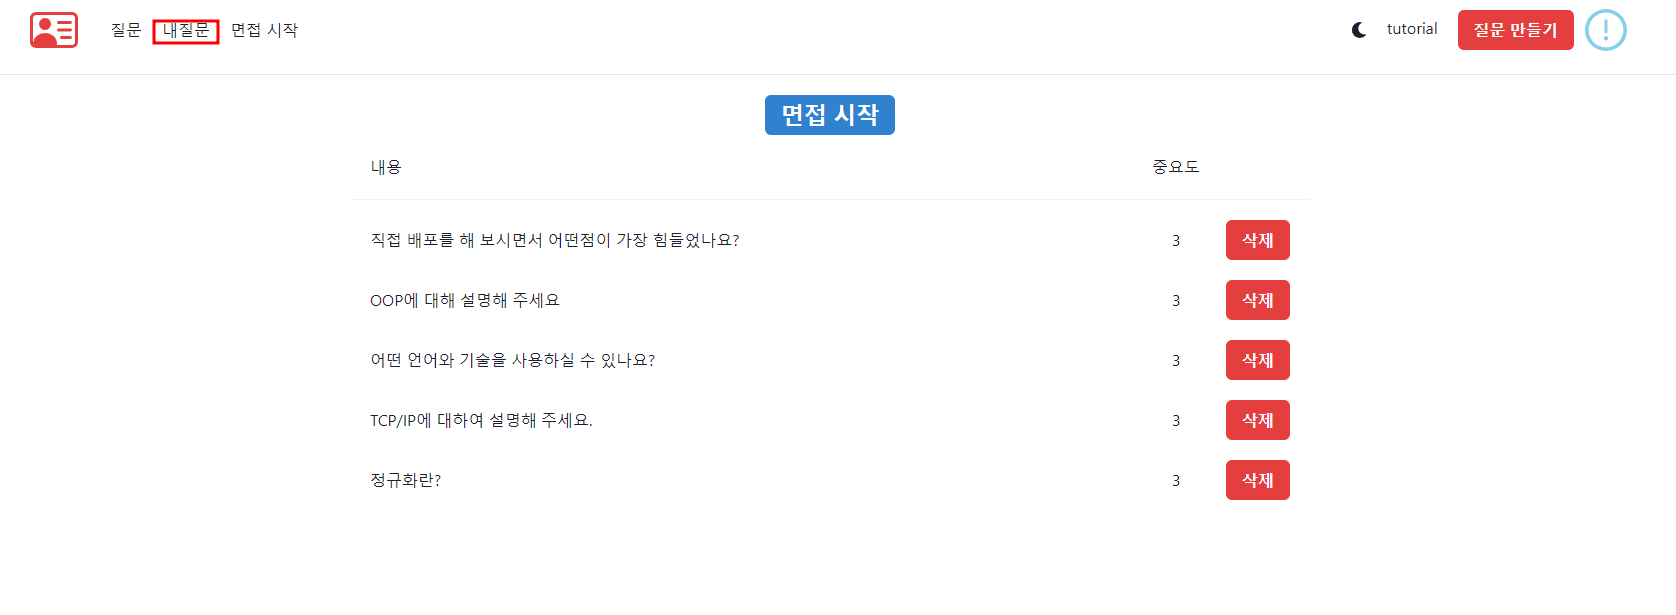 질문 내질문 면접 시작 tutorial 질문 만들기
면접 시작
내용 중요도
직접 배포를 해 보시면서 어떤점이 가장 힘들었나요? 3 삭제
OOP에 대해 설명해 주세요 3 삭제
어떤 언어와 기술을 사용하실 수 있나요? 3 삭제
TCP/IP에 대하여 설명해 주세요. 3 삭제
정규화란? 3 삭제